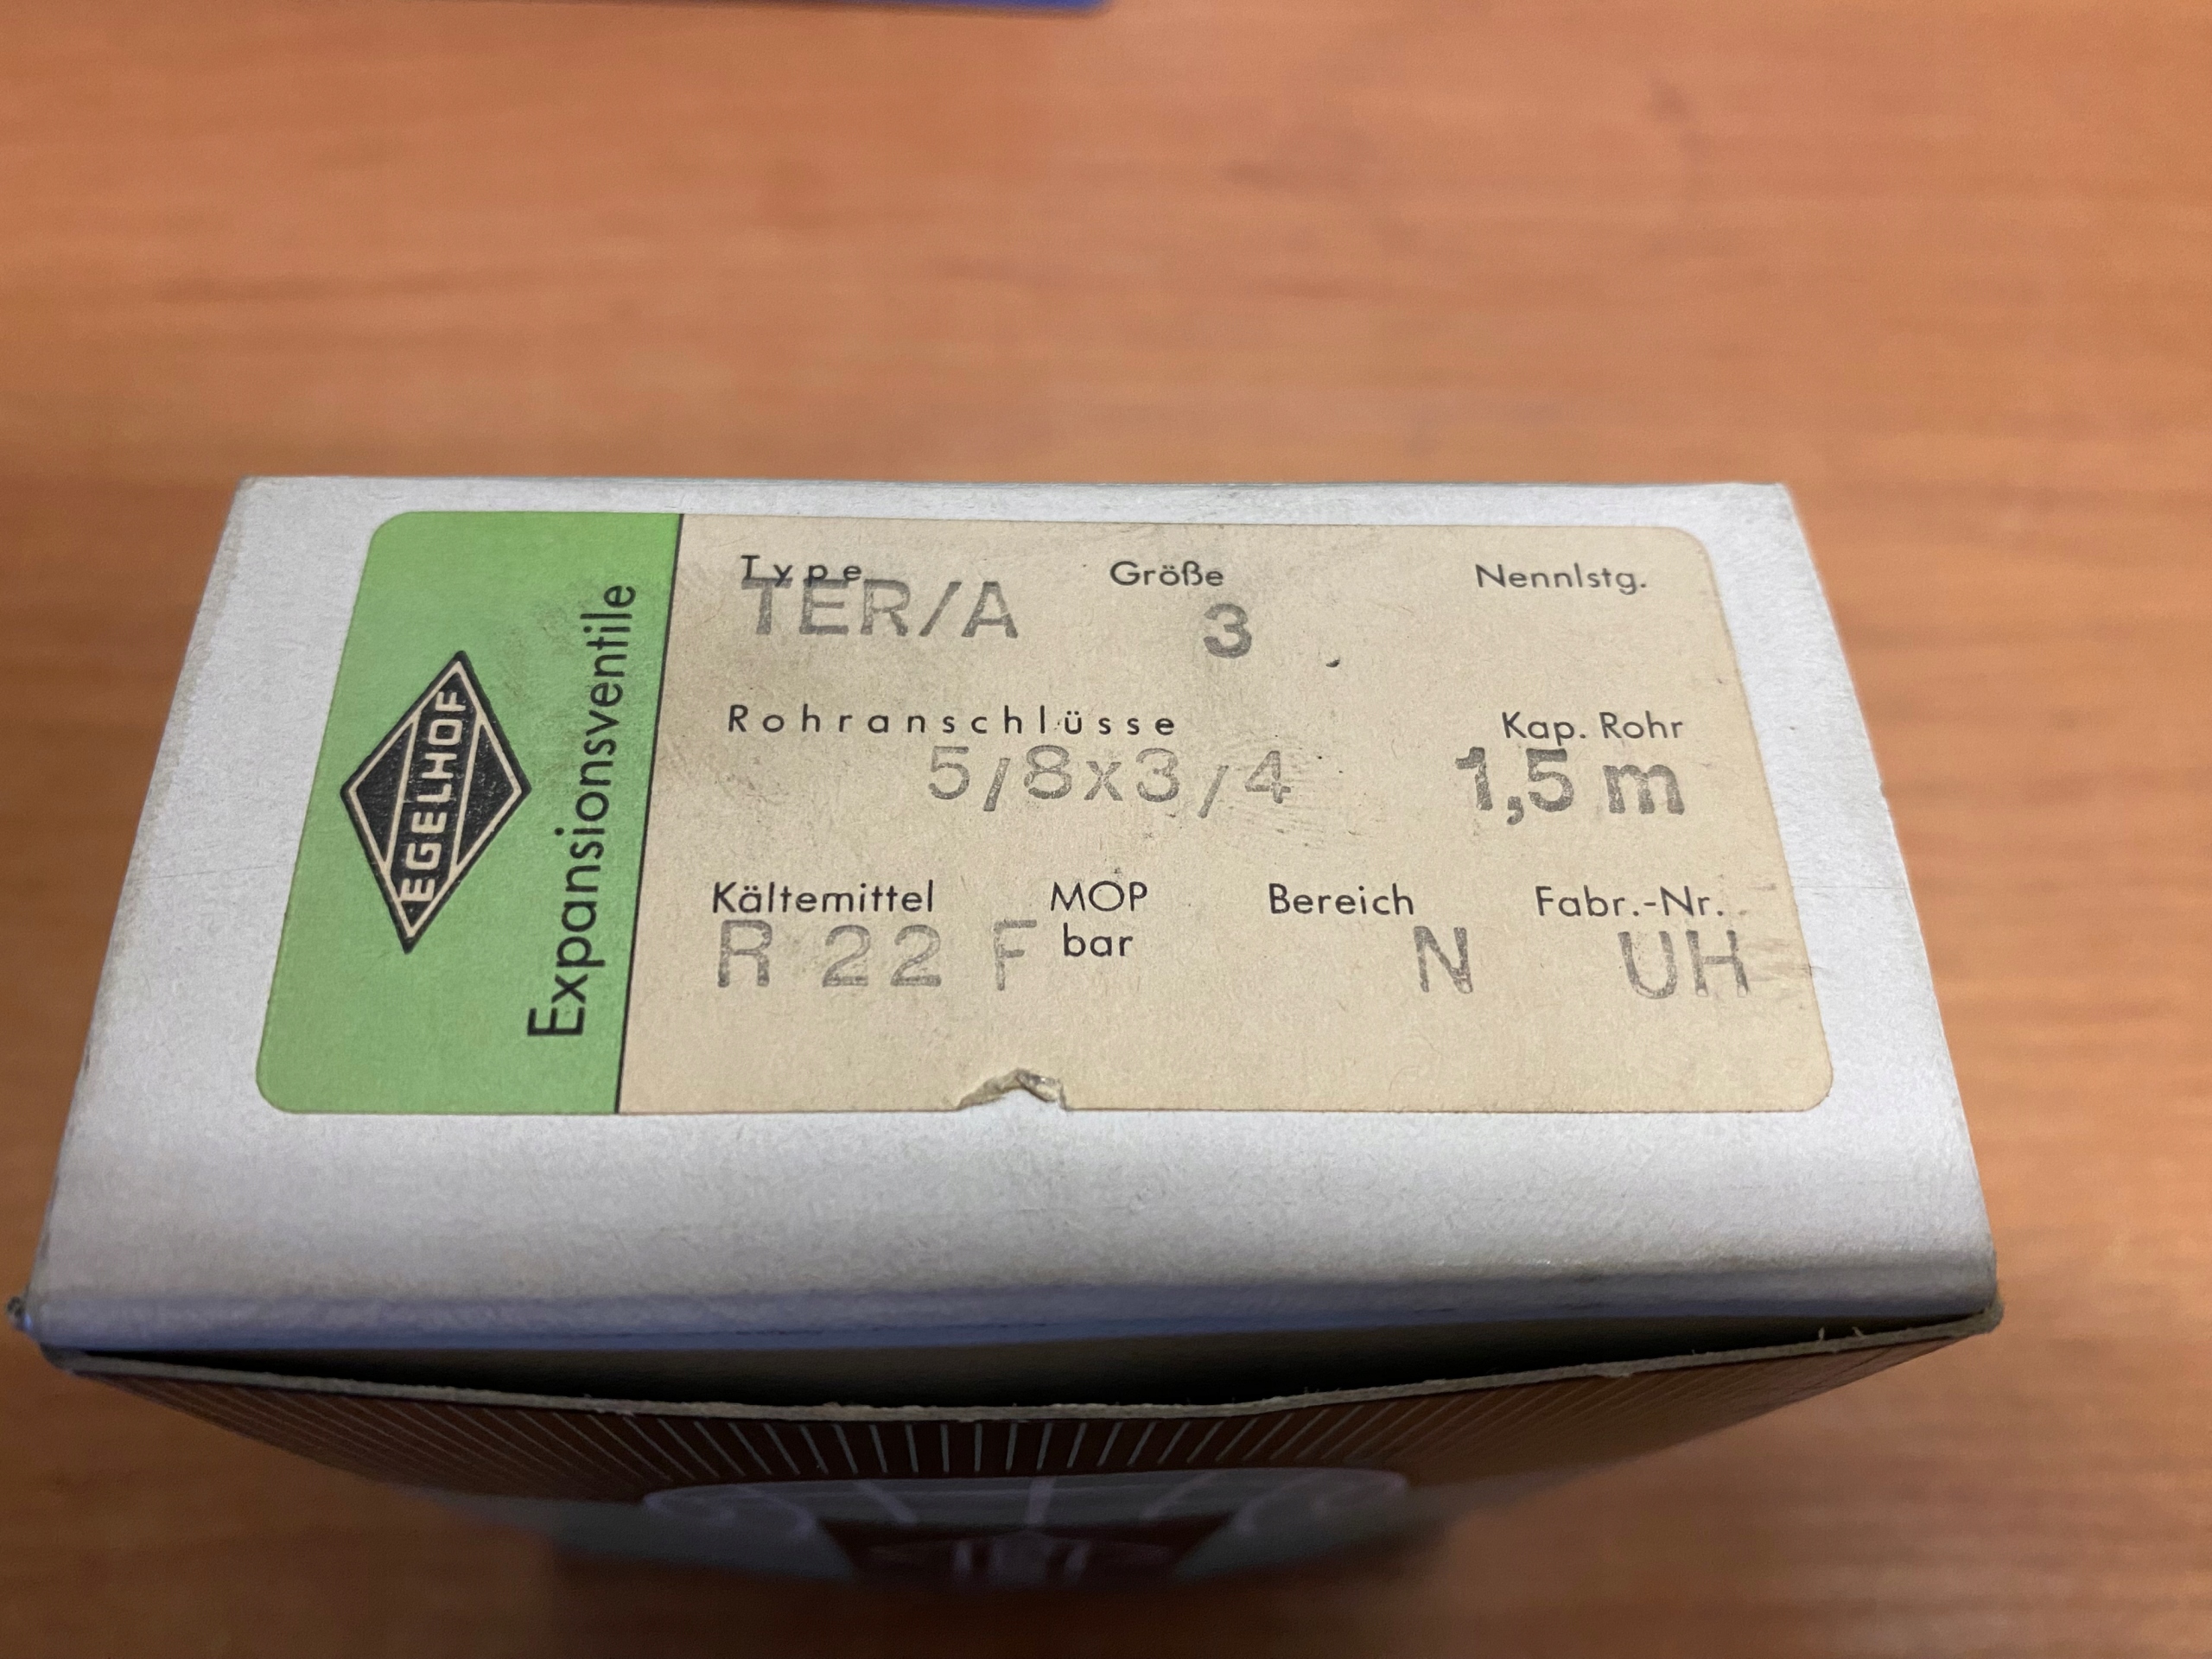 EGELHOF
Expansionsventile
Type Größe Nennlstg.
TER/A 3
Rohranschlüsse Kap. Rohr
5/8x3/4 1,5 m
Kältemittel MOP Bereich Fabr.-Nr.
R 22 F bar N UH